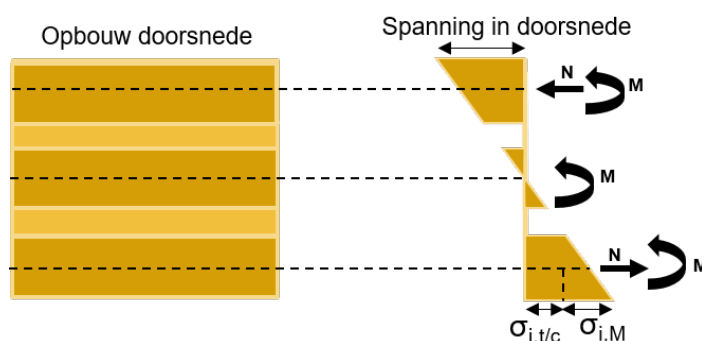 Opbouw doorsnede
Spanning in doorsnede
N
M
M
N
M
σi,t/c
σi,M